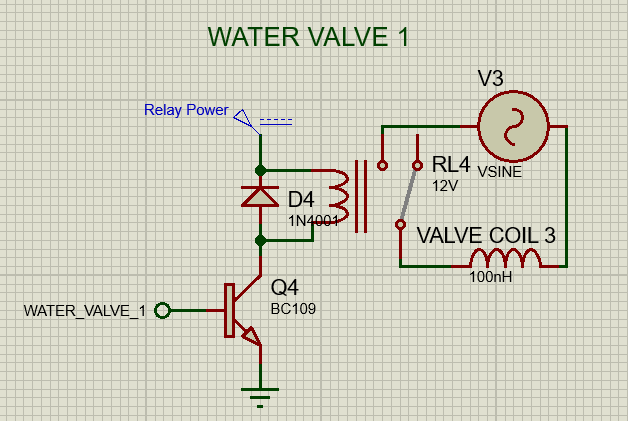 WATER VALVE 1
V3
Relay Power
RL4
VSINE
12V
D4
1N4001
VALVE COIL 3
100nH
Q4
BC109
WATER_VALVE_1